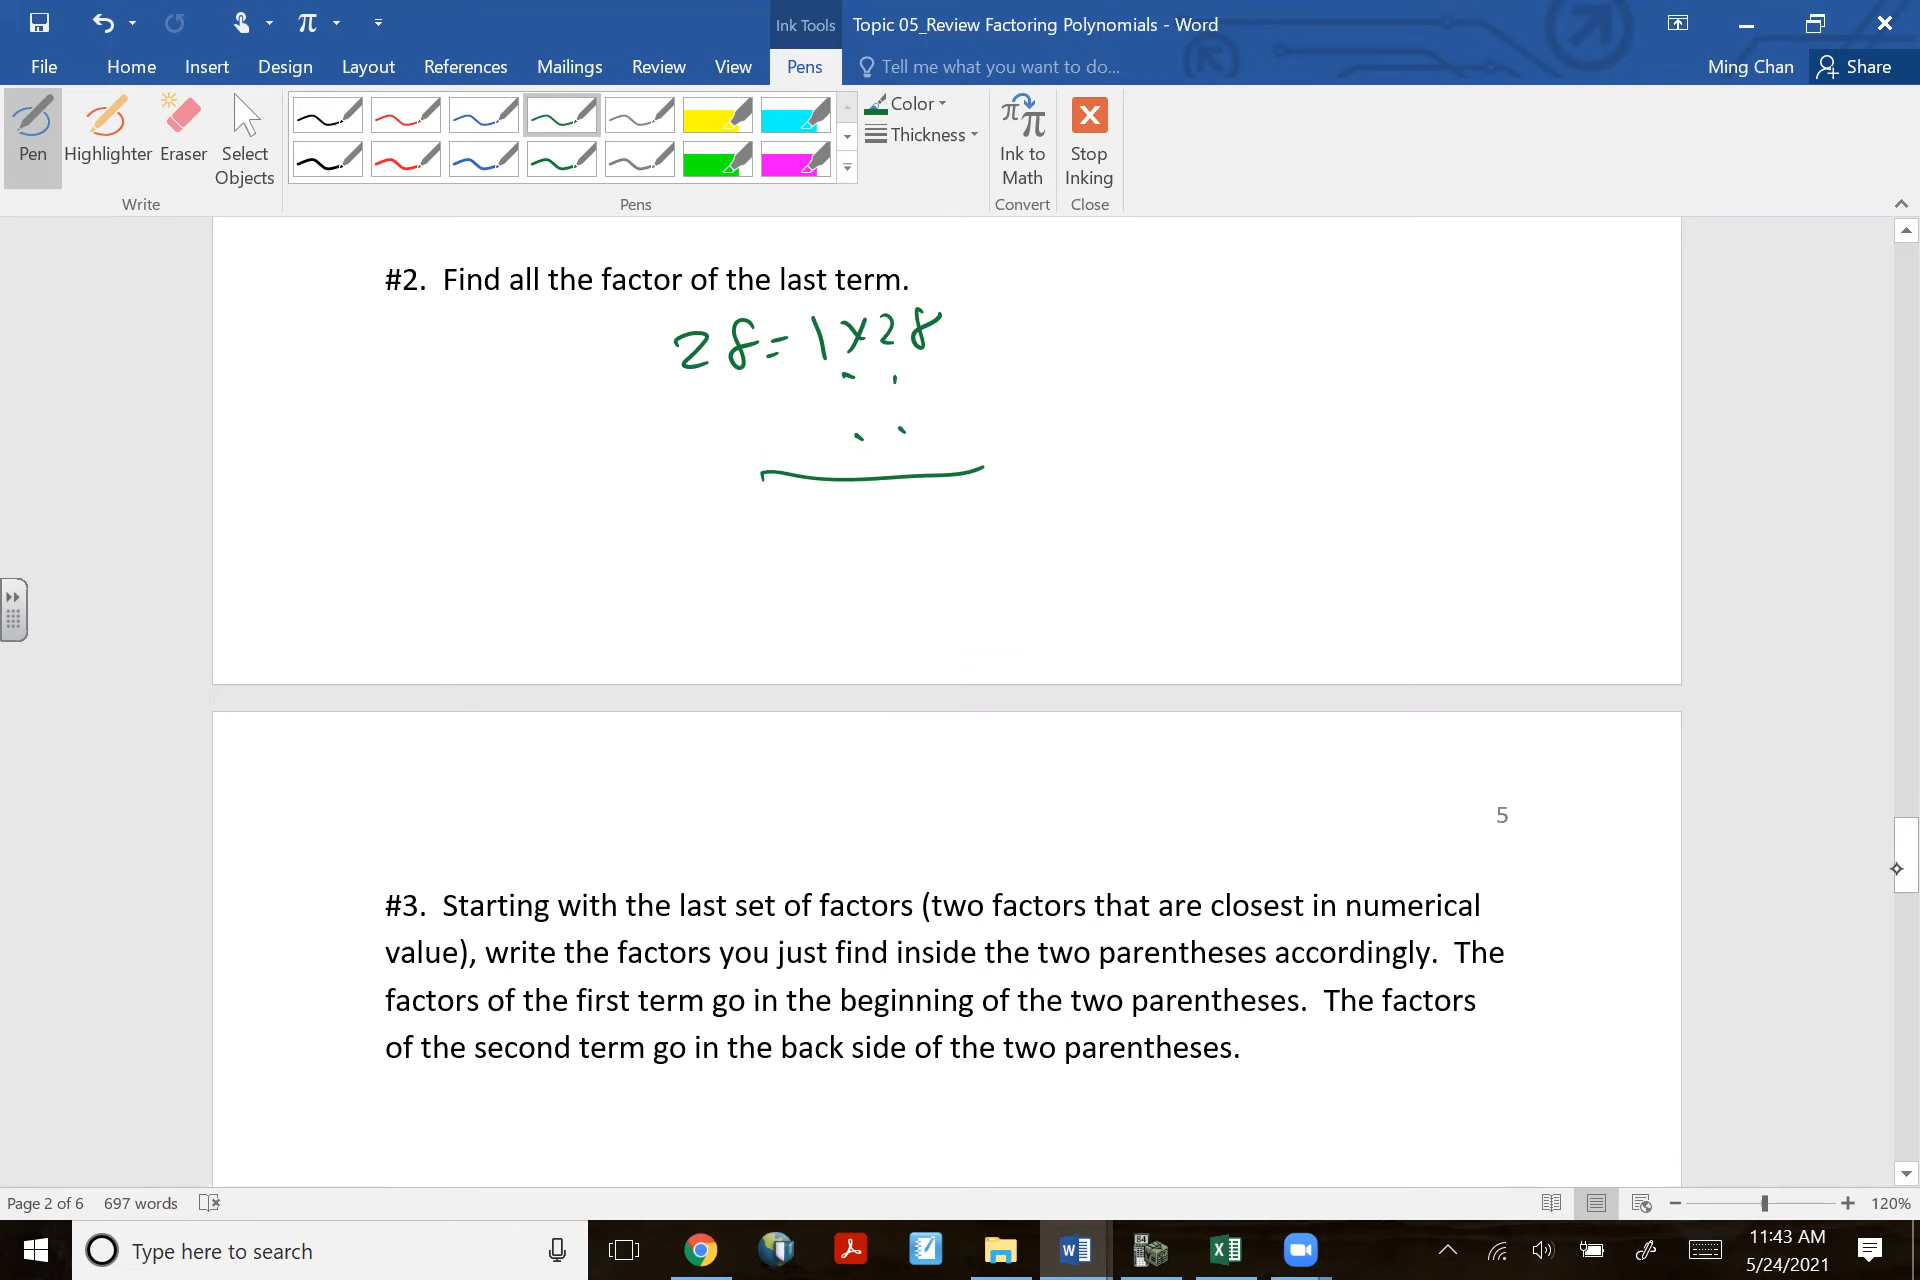 Ink Tools
Topic 05_Review Factoring Polynomials - Word
File Home Insert Design Layout References Mailings Review View Pens Tell me what you want to do... Ming Chan Share
Pen Highlighter Eraser Select Objects
Color
Thickness
Ink to Math
Stop Inking
Write Pens Convert Close
#2. Find all the factor of the last term.
28=1x28
5
#3. Starting with the last set of factors (two factors that are closest in numerical
value), write the factors you just find inside the two parentheses accordingly. The
factors of the first term go in the beginning of the two parentheses. The factors
of the second term go in the back side of the two parentheses.
Page 2 of 6 697 words 120%
Type here to search
11:43 AM
5/24/2021